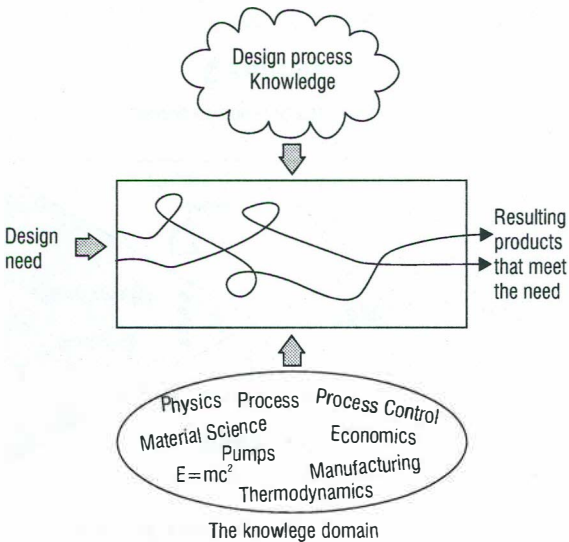 Design process
Knowledge
Design
need
Resulting
products
that meet
the need
Physics Process Process Control
Material Science Economics
Pumps
E=mc² Manufacturing
Thermodynamics
The knowlege domain